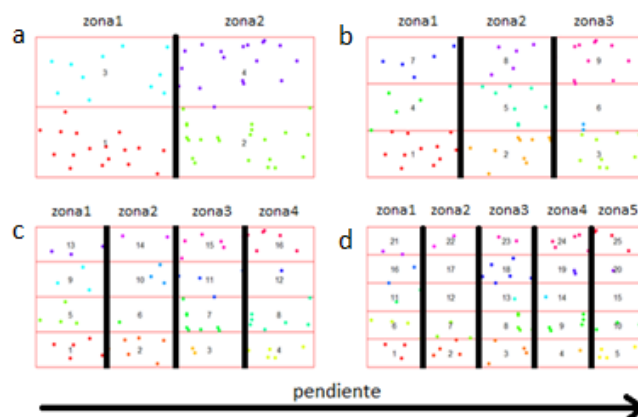 a
zona1 zona2
3 4
1 2
b
zona1 zona2 zona3
7 8 9
4 5 6
1 2 3
c
zona1 zona2 zona3 zona4
13 14 15 16
9 10 11 12
5 6 7 8
1 2 3 4
d
zona1 zona2 zona3 zona4 zona5
21 22 23 24 25
16 17 18 19 20
11 12 13 14 15
6 7 8 9 10
1 2 3 4 5
pendiente